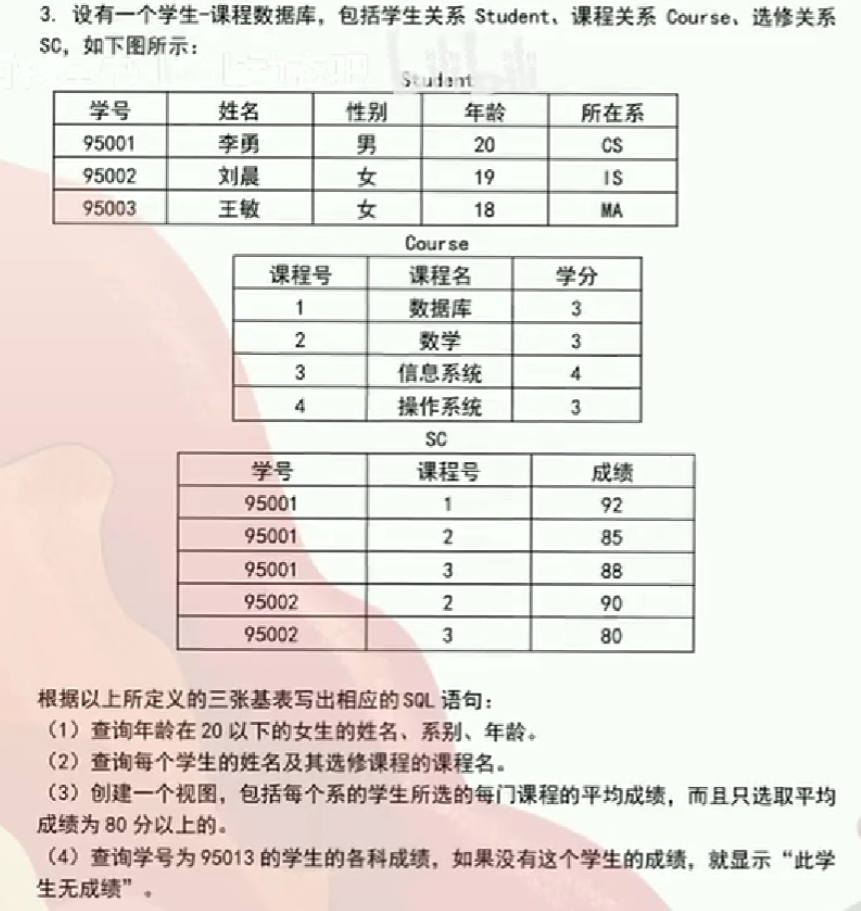 3. 设有一个学生-课程数据库，包括学生关系 Student、课程关系 Course、选修关系
SC，如下图所示：
Student
学号 姓名 性别 年龄 所在系
95001 李勇 男 20 CS
95002 刘晨 女 19 IS
95003 王敏 女 18 MA
Course
课程号 课程名 学分
1 数据库 3
2 数学 3
3 信息系统 4
4 操作系统 3
SC
学号 课程号 成绩
95001 1 92
95001 2 85
95001 3 88
95002 2 90
95002 3 80
根据以上所定义的三张基表写出相应的SQL 语句：
（1）查询年龄在 20 以下的女生的姓名、系别、年龄。
（2）查询每个学生的姓名及其选修课程的课程名。
（3）创建一个视图，包括每个系的学生所选的每门课程的平均成绩，而且只选取平均
成绩为 80 分以上的。
（4）查询学号为 95013 的学生的各科成绩，如果没有这个学生的成绩，就显示“此学
生无成绩”。